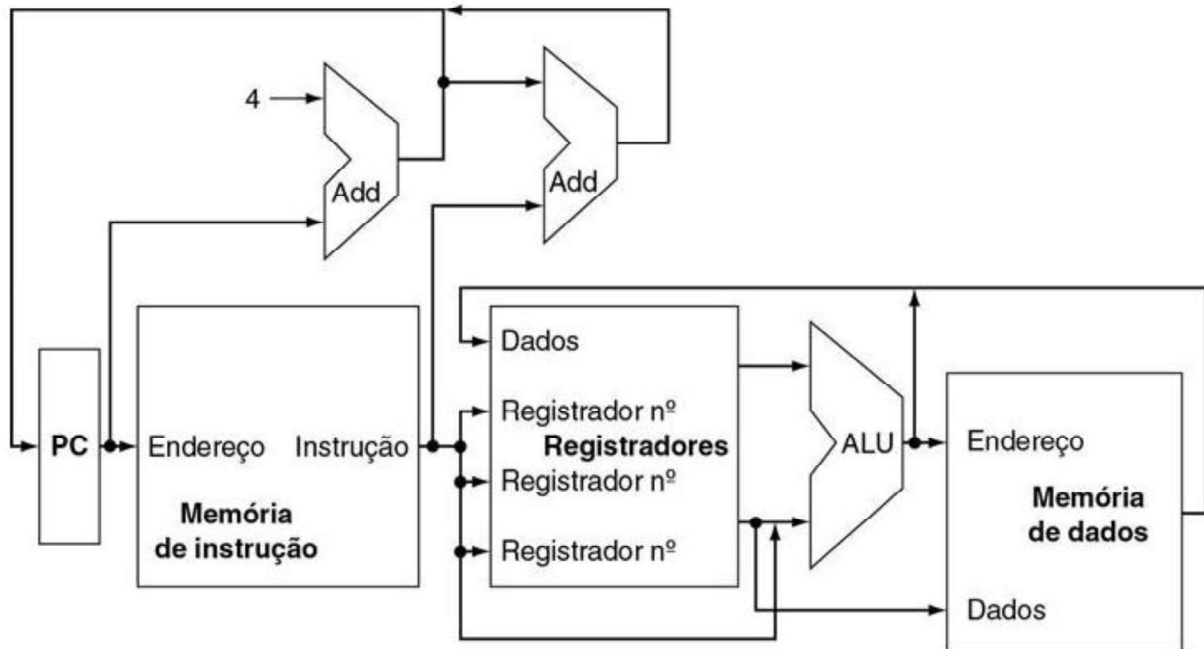 4
Add
Add
Dados
Registrador nº
PC
Endereço
Instrução
Registradores
ALU
Endereço
Registrador nº
Memória
de instrução
Memória
de dados
Registrador nº
Dados